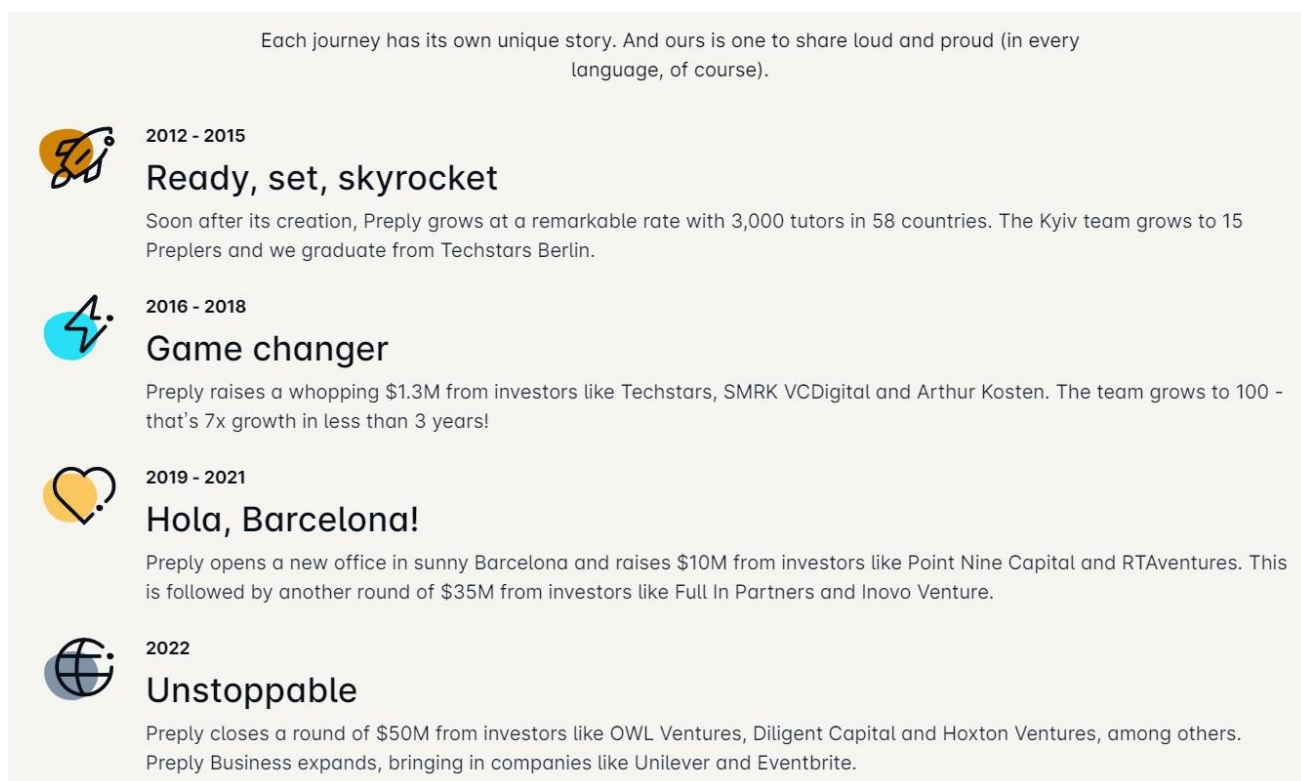 Each journey has its own unique story. And ours is one to share loud and proud (in every
language, of course).
2012 - 2015
Ready, set, skyrocket
Soon after its creation, Preply grows at a remarkable rate with 3,000 tutors in 58 countries. The Kyiv team grows to 15
Preplers and we graduate from Techstars Berlin.
2016 - 2018
Game changer
Preply raises a whopping $1.3M from investors like Techstars, SMRK VCDigital and Arthur Kosten. The team grows to 100 -
that's 7x growth in less than 3 years!
2019 - 2021
Hola, Barcelona!
Preply opens a new office in sunny Barcelona and raises $10M from investors like Point Nine Capital and RTAventures. This
is followed by another round of $35M from investors like Full In Partners and Inovo Venture.
2022
Unstoppable
Preply closes a round of $50M from investors like OWL Ventures, Diligent Capital and Hoxton Ventures, among others.
Preply Business expands, bringing in companies like Unilever and Eventbrite.